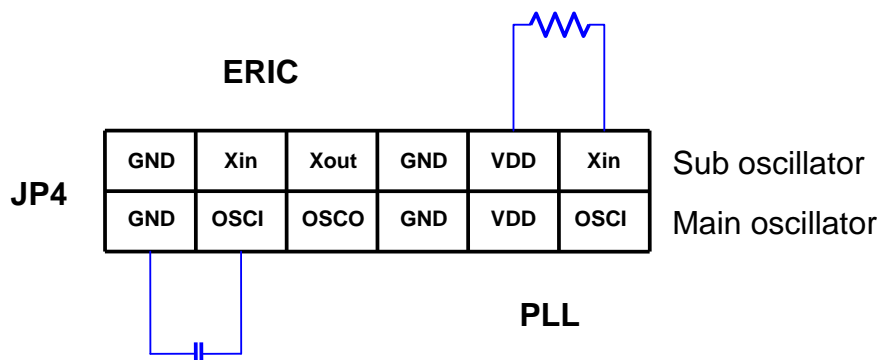 ERIC
GND Xin Xout GND VDD Xin Sub oscillator
JP4
GND OSCI OSCO GND VDD OSCI Main oscillator
PLL